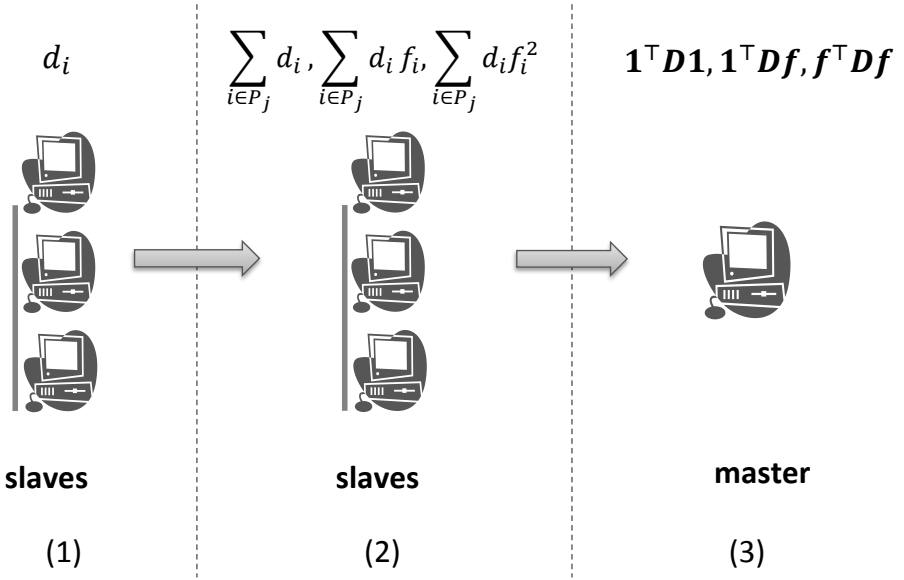 d_i
∑_{i∈P_j} d_i , ∑_{i∈P_j} d_i f_i, ∑_{i∈P_j} d_i f_i^2
1^⊤D1, 1^⊤Df, f^⊤Df
slaves
slaves
master
(1)
(2)
(3)